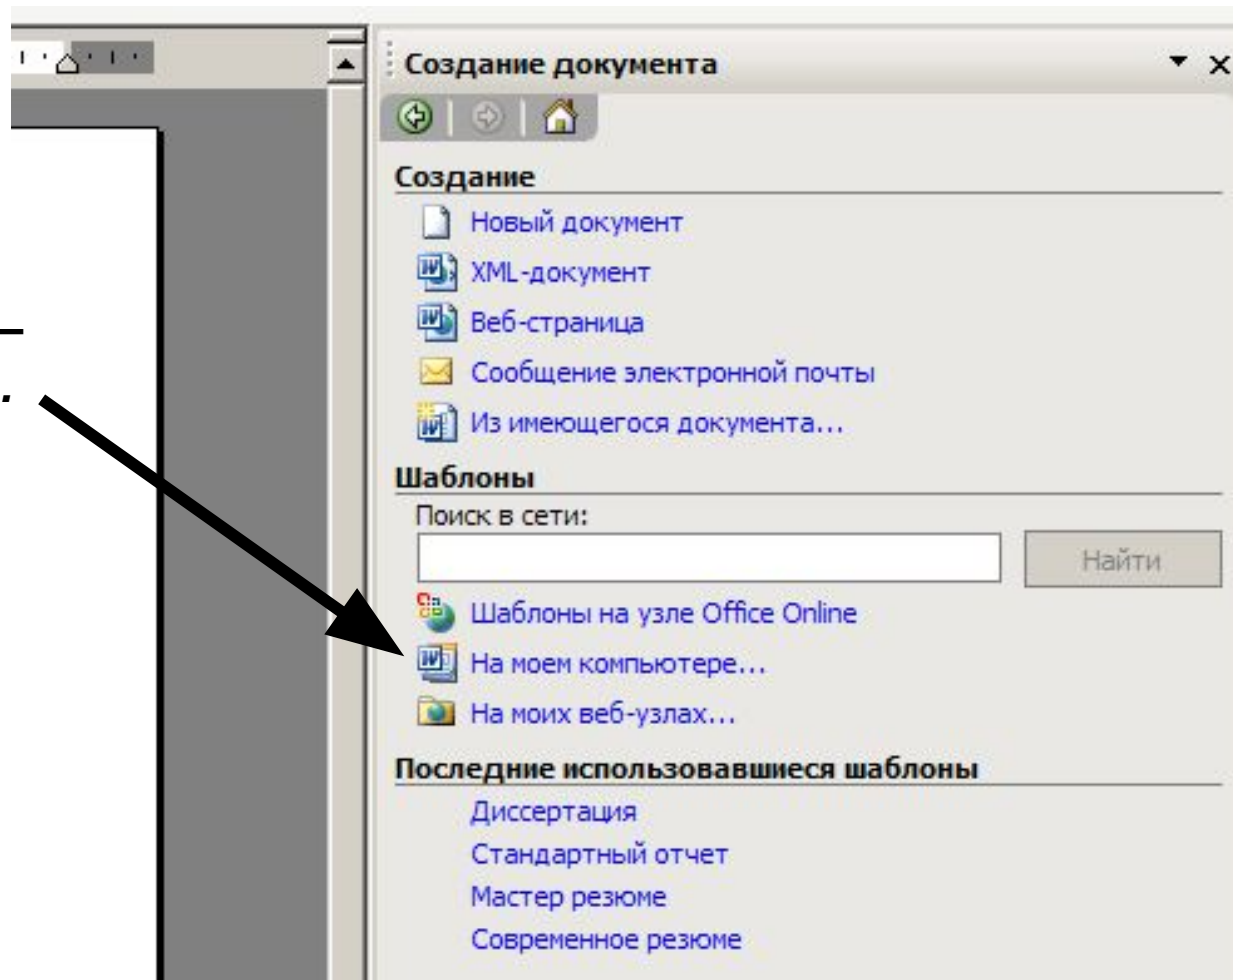 Создание документа
Создание
Новый документ
XML-документ
Веб-страница
Сообщение электронной почты
Из имеющегося документа...
Шаблоны
Поиск в сети:
Найти
Шаблоны на узле Office Online
На моем компьютере...
На моих веб-узлах...
Последние использовавшиеся шаблоны
Диссертация
Стандартный отчет
Мастер резюме
Современное резюме